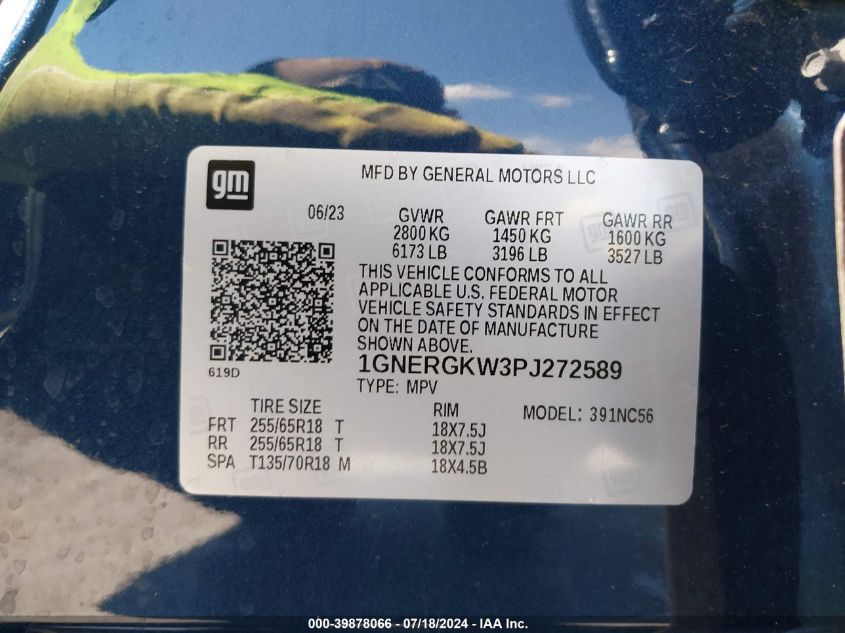 gm
MFD BY GENERAL MOTORS LLC
06/23 GVWR GAWR FRT GAWR RR
2800 KG 1450 KG 1600 KG
6173 LB 3196 LB 3527 LB
THIS VEHICLE CONFORMS TO ALL
APPLICABLE U.S. FEDERAL MOTOR
VEHICLE SAFETY STANDARDS IN EFFECT
ON THE DATE OF MANUFACTURE
SHOWN ABOVE.
619D
1GNERGKW3PJ272589
TYPE: MPV
TIRE SIZE RIM MODEL: 391NC56
FRT 255/65R18 T 18X7.5J
RR 255/65R18 T 18X7.5J
SPA T135/70R18 M 18X4.5B
000-39878066 - 07/18/2024 - IAA Inc.